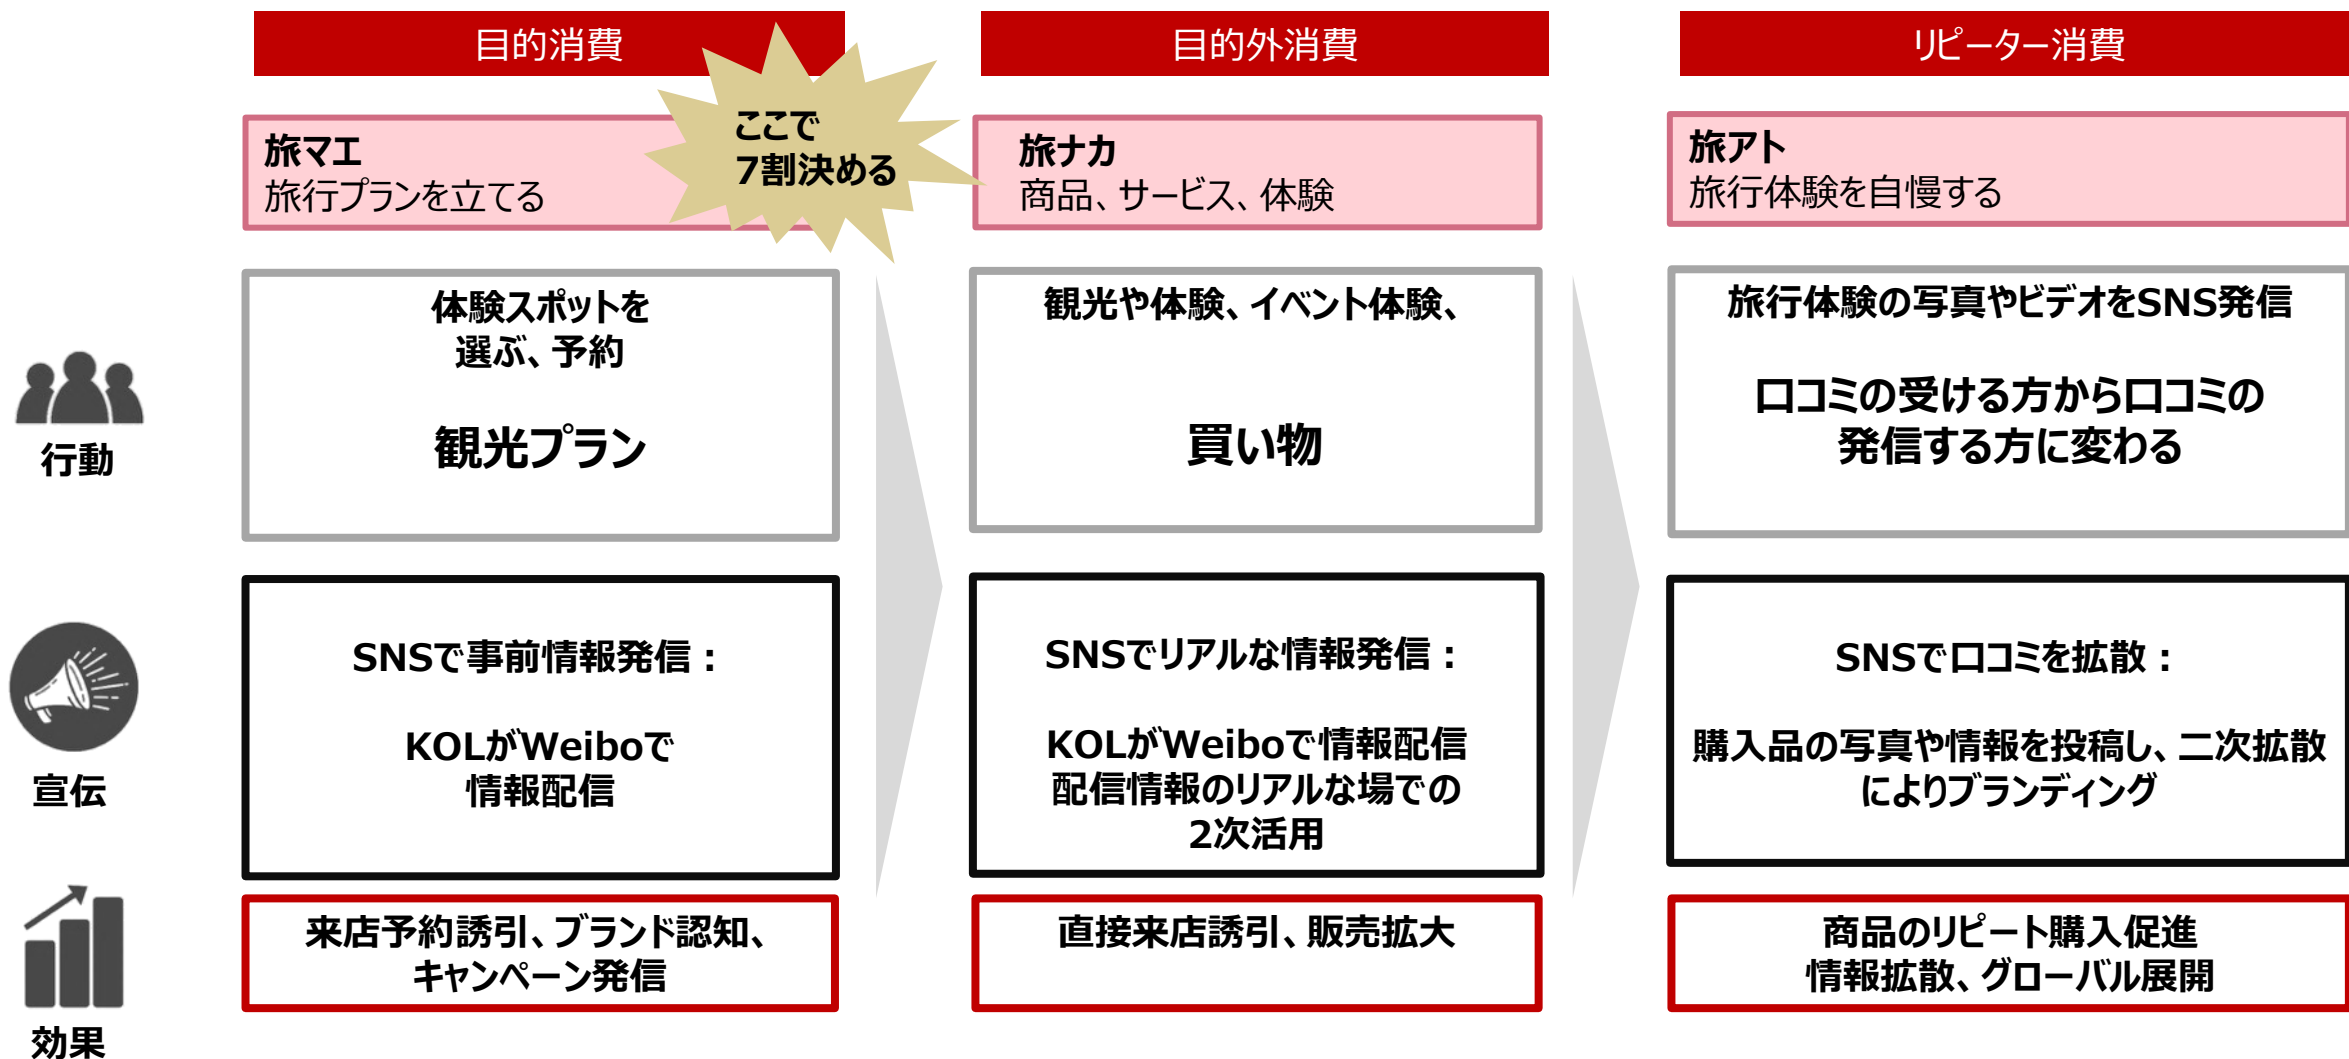 目的消費
目的外消費
リピーター消費
旅マエ
旅行プランを立てる
ここで
7割決める
旅ナカ
商品、サービス、体験
旅アト
旅行体験を自慢する
行動
体験スポットを
選ぶ、予約
観光プラン
観光や体験、イベント体験、
買い物
旅行体験の写真やビデオをSNS発信
口コミの受ける方から口コミの
発信する方に変わる
宣伝
SNSで事前情報発信：
KOLがWeiboで
情報配信
SNSでリアルな情報発信：
KOLがWeiboで情報配信
配信情報のリアルな場での
2次活用
SNSで口コミを拡散：
購入品の写真や情報を投稿し、二次拡散
によりブランディング
効果
来店予約誘引、ブランド認知、
キャンペーン発信
直接来店誘引、販売拡大
商品のリピート購入促進
情報拡散、グローバル展開